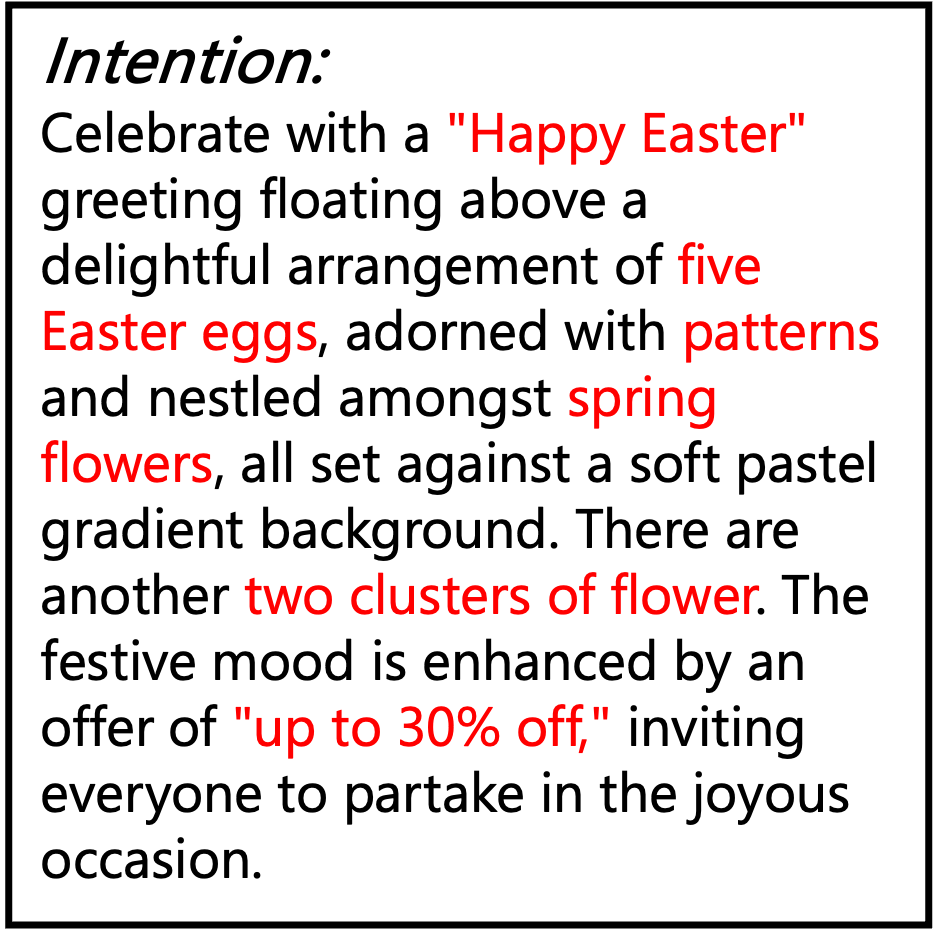 Intention:
Celebrate with a "Happy Easter"
greeting floating above a
delightful arrangement of five
Easter eggs, adorned with patterns
and nestled amongst spring
flowers, all set against a soft pastel
gradient background. There are
another two clusters of flower. The
festive mood is enhanced by an
offer of "up to 30% off," inviting
everyone to partake in the joyous
occasion.